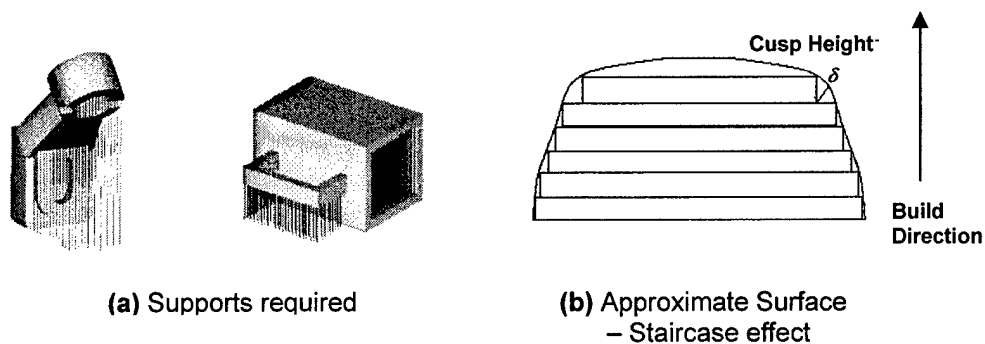 Cusp Height
δ
Build
Direction
(a) Supports required
(b) Approximate Surface
– Staircase effect